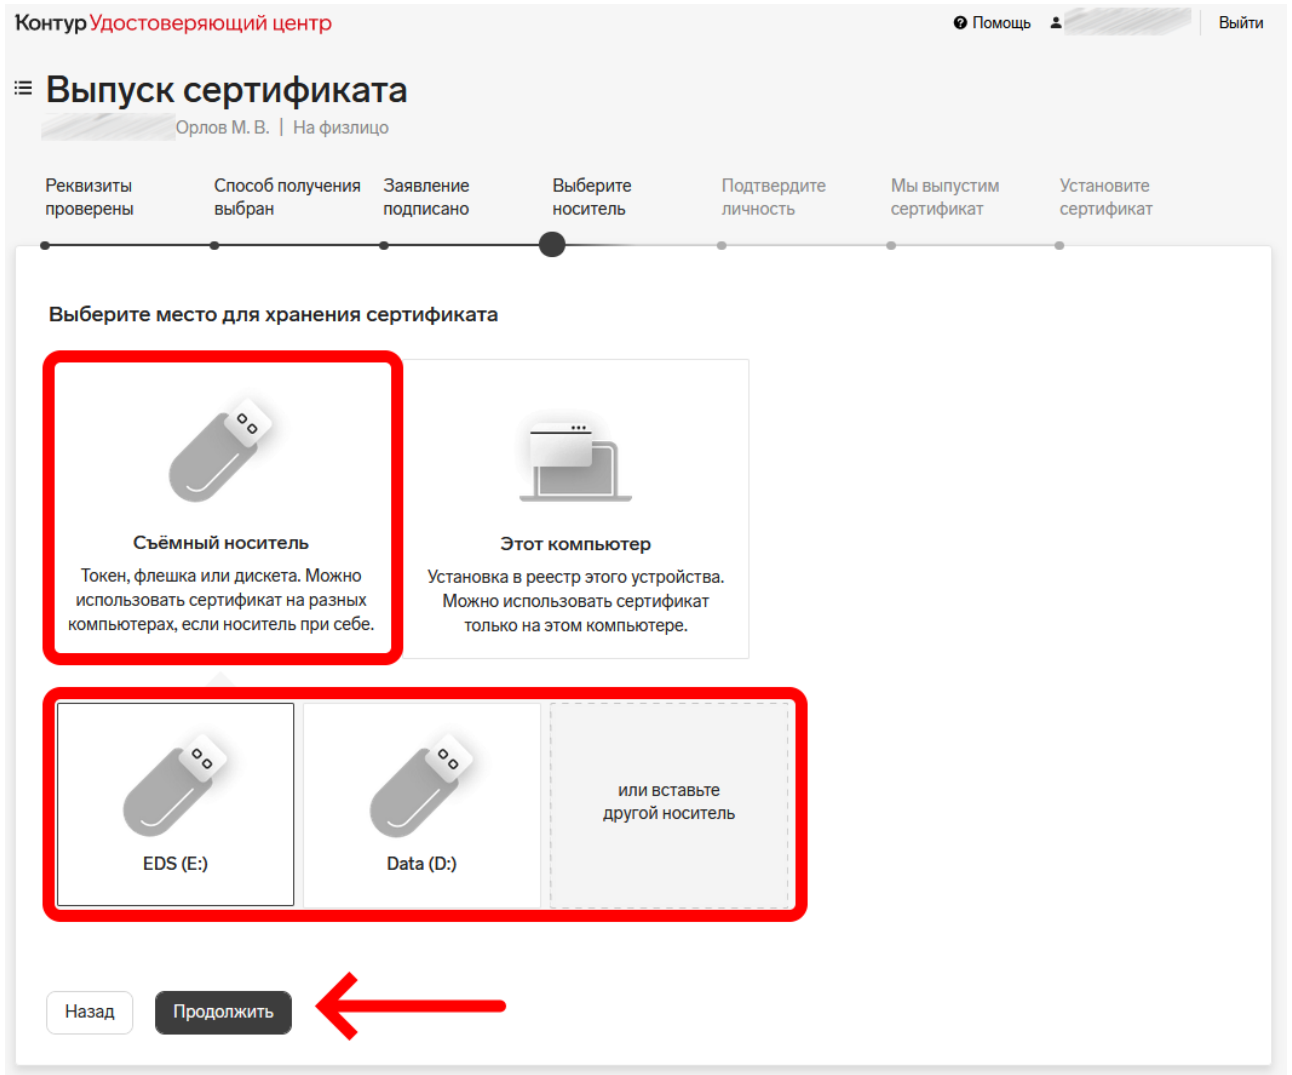 Контур Удостоверяющий центр
Помощь
Выйти
Выпуск сертификата
Орлов М. В. | На физлицо
Реквизиты
проверены
Способ получения
выбран
Заявление
подписано
Выберите
носитель
Подтвердите
личность
Мы выпустим
сертификат
Установите
сертификат
Выберите место для хранения сертификата
Съёмный носитель
Токен, флешка или дискета. Можно
использовать сертификат на разных
компьютерах, если носитель при себе.
Этот компьютер
Установка в реестр этого устройства.
Можно использовать сертификат
только на этом компьютере.
EDS (E:)
Data (D:)
или вставьте
другой носитель
Назад
Продолжить